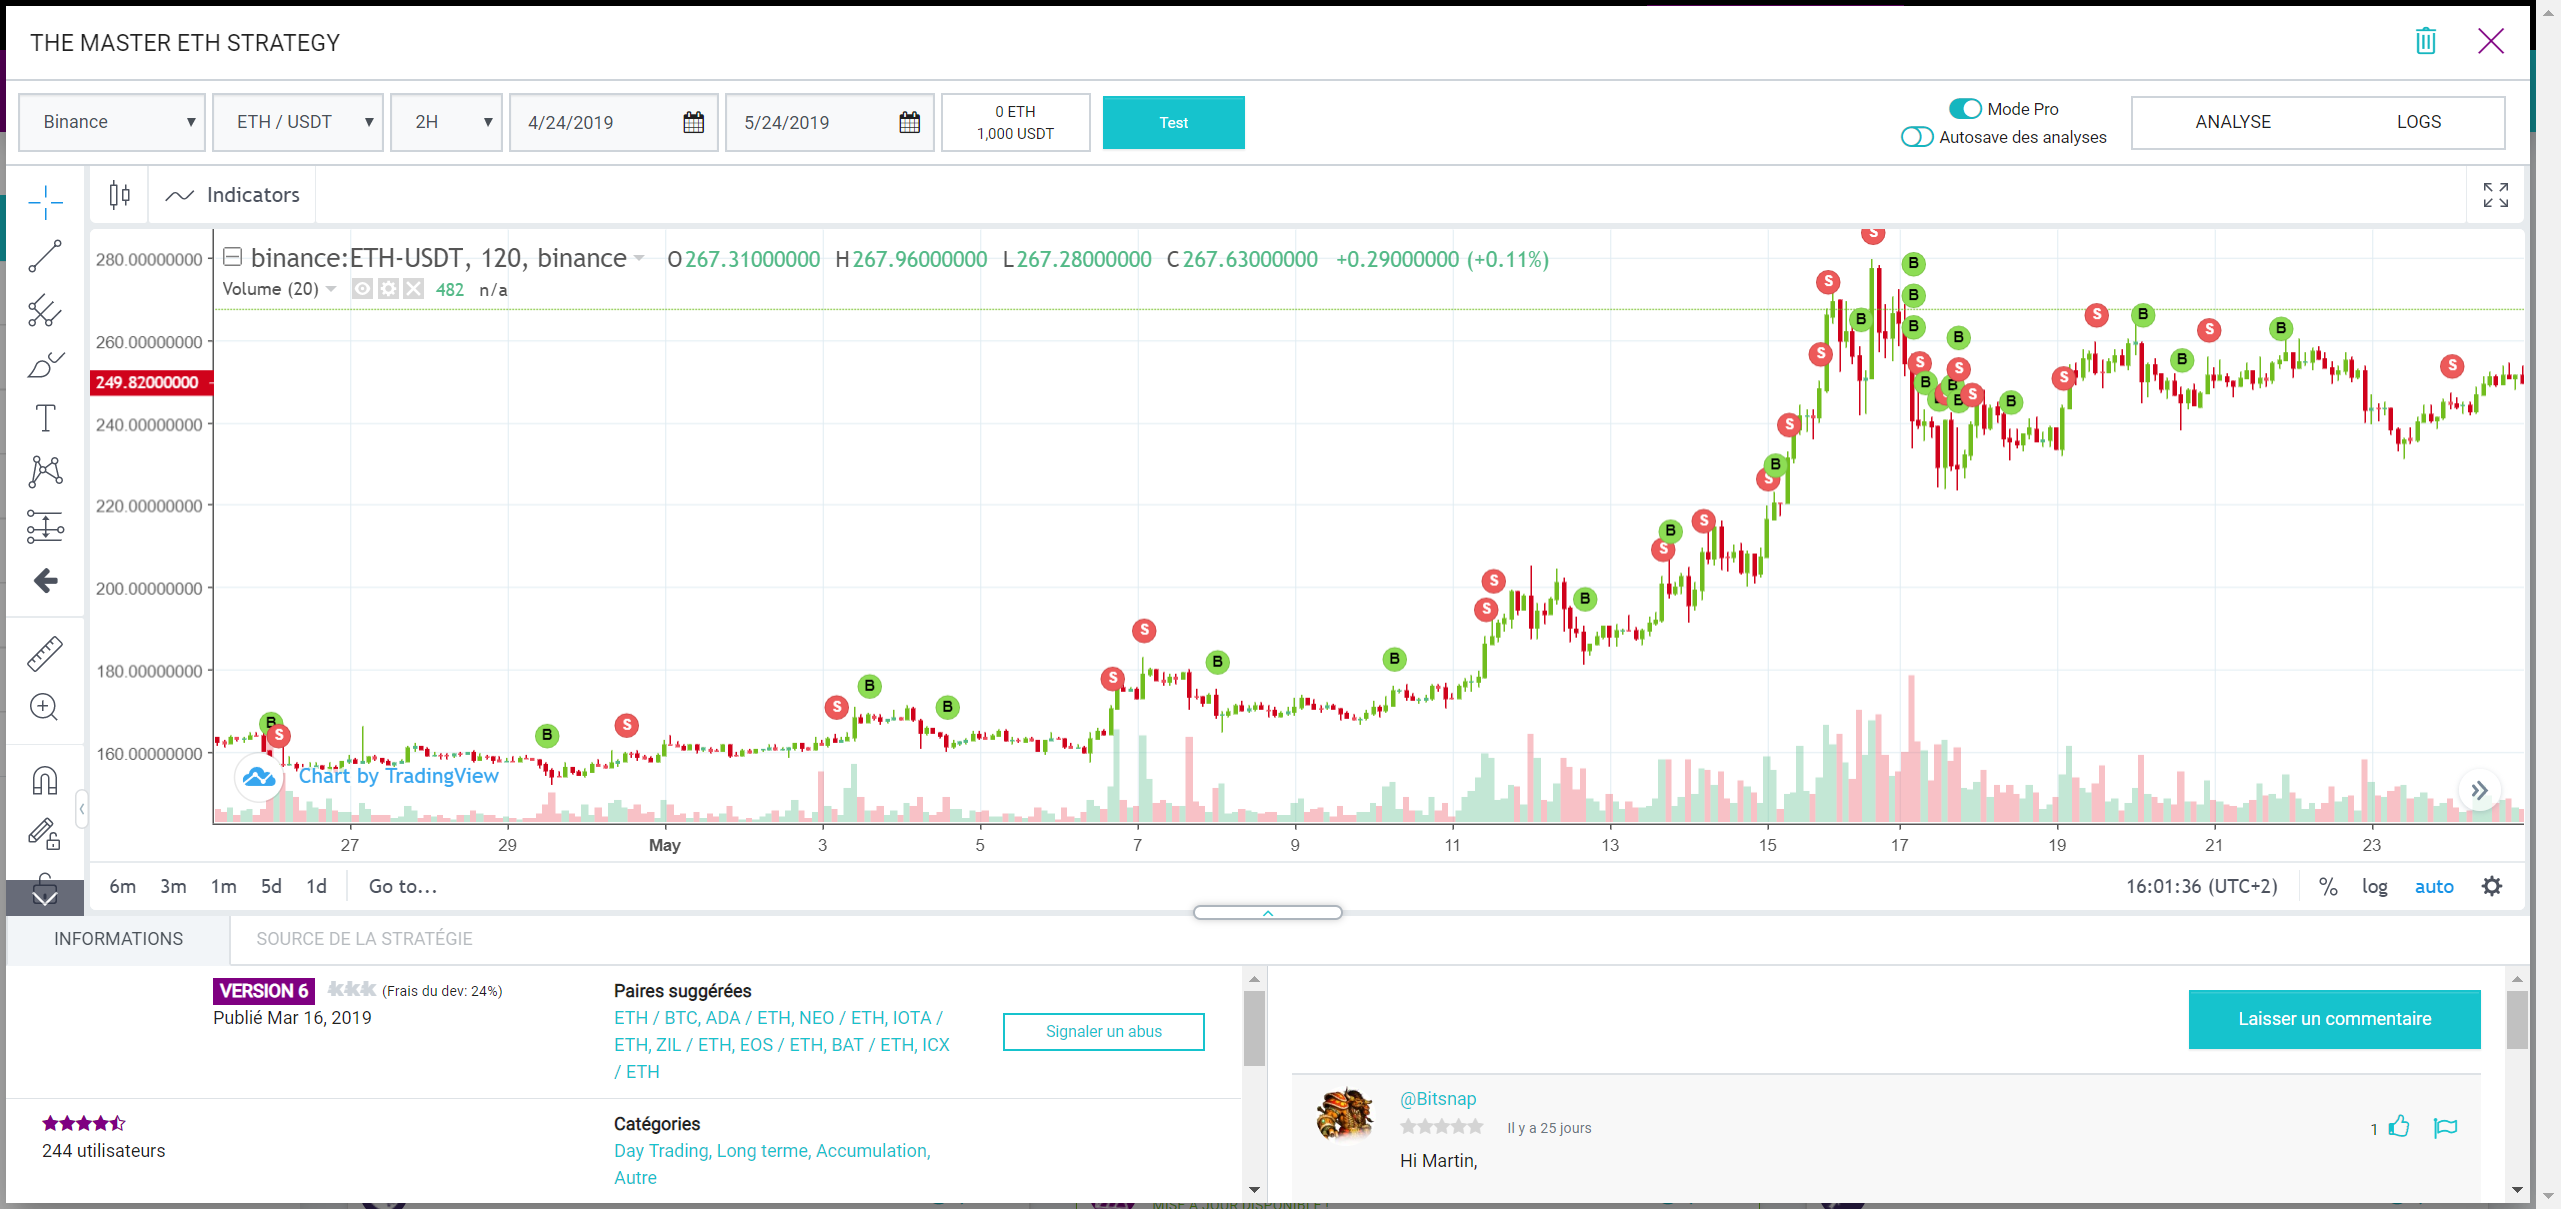 THE MASTER ETH STRATEGY
Binance ▼ ETH / USDT ▼ 2H ▼ 4/24/2019 5/24/2019 0 ETH
1,000 USDT
Test
Mode Pro
Autosave des analyses
ANALYSE LOGS
Indicators
binance:ETH-USDT, 120, binance O267.31000000 H267.96000000 L267.28000000 C267.63000000 +0.29000000 (+0.11%)
Volume (20) 482 n/a
280.00000000
260.00000000
249.82000000
240.00000000
220.00000000
200.00000000
180.00000000
160.00000000
Chart by TradingView
27 29 May 3 5 7 9 11 13 15 17 19 21 23
6m 3m 1m 5d 1d Go to... 16:01:36 (UTC+2) % log auto
INFORMATIONS SOURCE DE LA STRATÉGIE
VERSION 6 (Frais du dev: 24%)
Publié Mar 16, 2019
Paires suggérées
ETH / BTC, ADA / ETH, NEO / ETH, IOTA /
ETH, ZIL / ETH, EOS / ETH, BAT / ETH, ICX
/ ETH
Signaler un abus
244 utilisateurs
Catégories
Day Trading, Long terme, Accumulation,
Autre
Laisser un commentaire
@Bitsnap
Il y a 25 jours
1
Hi Martin,
MISE À JOUR DISPONIBLE !